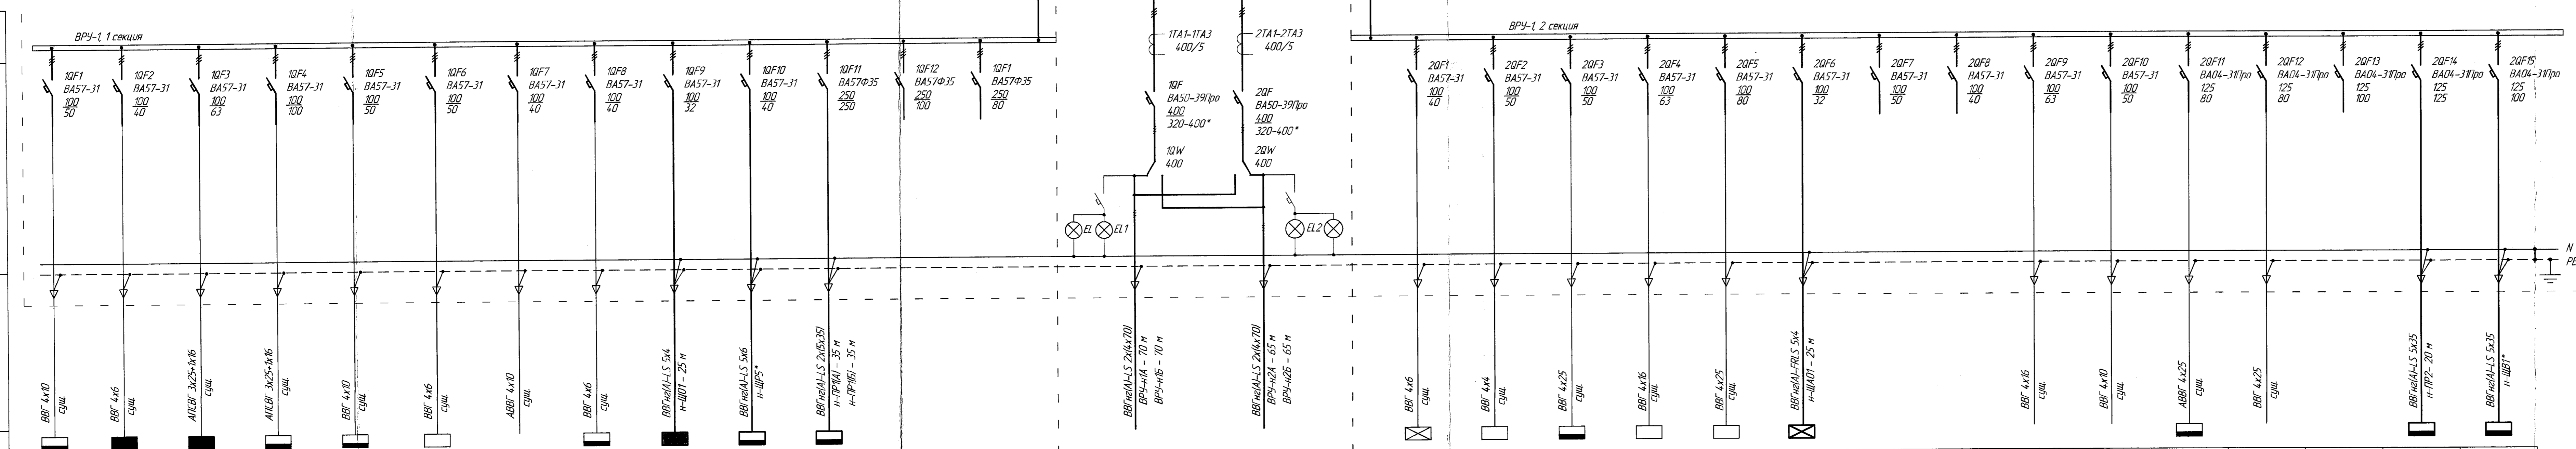 ВРУ-1, 1 секция
1QF1
ВА57-31
100
50
1QF2
ВА57-31
100
40
1QF3
ВА57-31
100
63
1QF4
ВА57-31
100
100
1QF5
ВА57-31
100
50
1QF6
ВА57-31
100
50
1QF7
ВА57-31
100
40
1QF8
ВА57-31
100
40
1QF9
ВА57-31
100
32
1QF10
ВА57-31
100
40
1QF11
ВА57Ф35
250
250
1QF12
ВА57Ф35
250
100
1QF1
ВА57Ф35
250
80
1ТА1-1ТА3
400/5
2ТА1-2ТА3
400/5
1QF
ВА50-39Про
400
320-400*
2QF
ВА50-39Про
400
320-400*
1QW
400
2QW
400
EL
EL1
EL2
ВРУ-1, 2 секция
2QF1
ВА57-31
100
40
2QF2
ВА57-31
100
50
2QF3
ВА57-31
100
50
2QF4
ВА57-31
100
63
2QF5
ВА57-31
100
80
2QF6
ВА57-31
100
32
2QF7
ВА57-31
100
50
2QF8
ВА57-31
100
40
2QF9
ВА57-31
100
63
2QF10
ВА57-31
100
50
2QF11
ВА04-31Про
125
80
2QF12
ВА04-31Про
125
80
2QF13
ВА04-31Про
125
100
2QF14
ВА04-31Про
125
125
2QF15
ВА04-31Про
125
100
N
PE
ВВГ 4х10
сущ.
ВВГ 4х6
сущ.
АПСВГ 3х25+1х16
сущ.
АПСВГ 3х25+1х16
сущ.
ВВГ 4х10
сущ.
ВВГ 4х6
сущ.
АВВГ 4х10
сущ.
ВВГ 4х6
сущ.
ВВГнг(А)-LS 5х4
н-ЩО1 - 25 м
ВВГнг(А)-LS 5х6
н-ЩР5*
ВВГнг(А)-LS 2х(5х35)
н-ПР1(А) - 35 м
н-ПР1(Б) - 35 м
ВВГнг(А)-LS 2х(4х70)
ВРУ-н1А - 70 м
ВРУ-н1Б - 70 м
ВВГнг(А)-LS 2х(4х70)
ВРУ-н2А - 65 м
ВРУ-н2Б - 65 м
ВВГ 4х6
сущ.
ВВГ 4х4
сущ.
ВВГ 4х25
сущ.
ВВГ 4х16
сущ.
ВВГ 4х25
сущ.
ВВГнг(А)-FRLS 5х4
н-ЩАО1 - 25 м
ВВГ 4х16
сущ.
ВВГ 4х10
сущ.
АВВГ 4х25
сущ.
ВВГ 4х25
сущ.
ВВГнг(А)-LS 5х35
н-ПР2- 20 м
ВВГнг(А)-LS 5х35
н-ЩВ1*